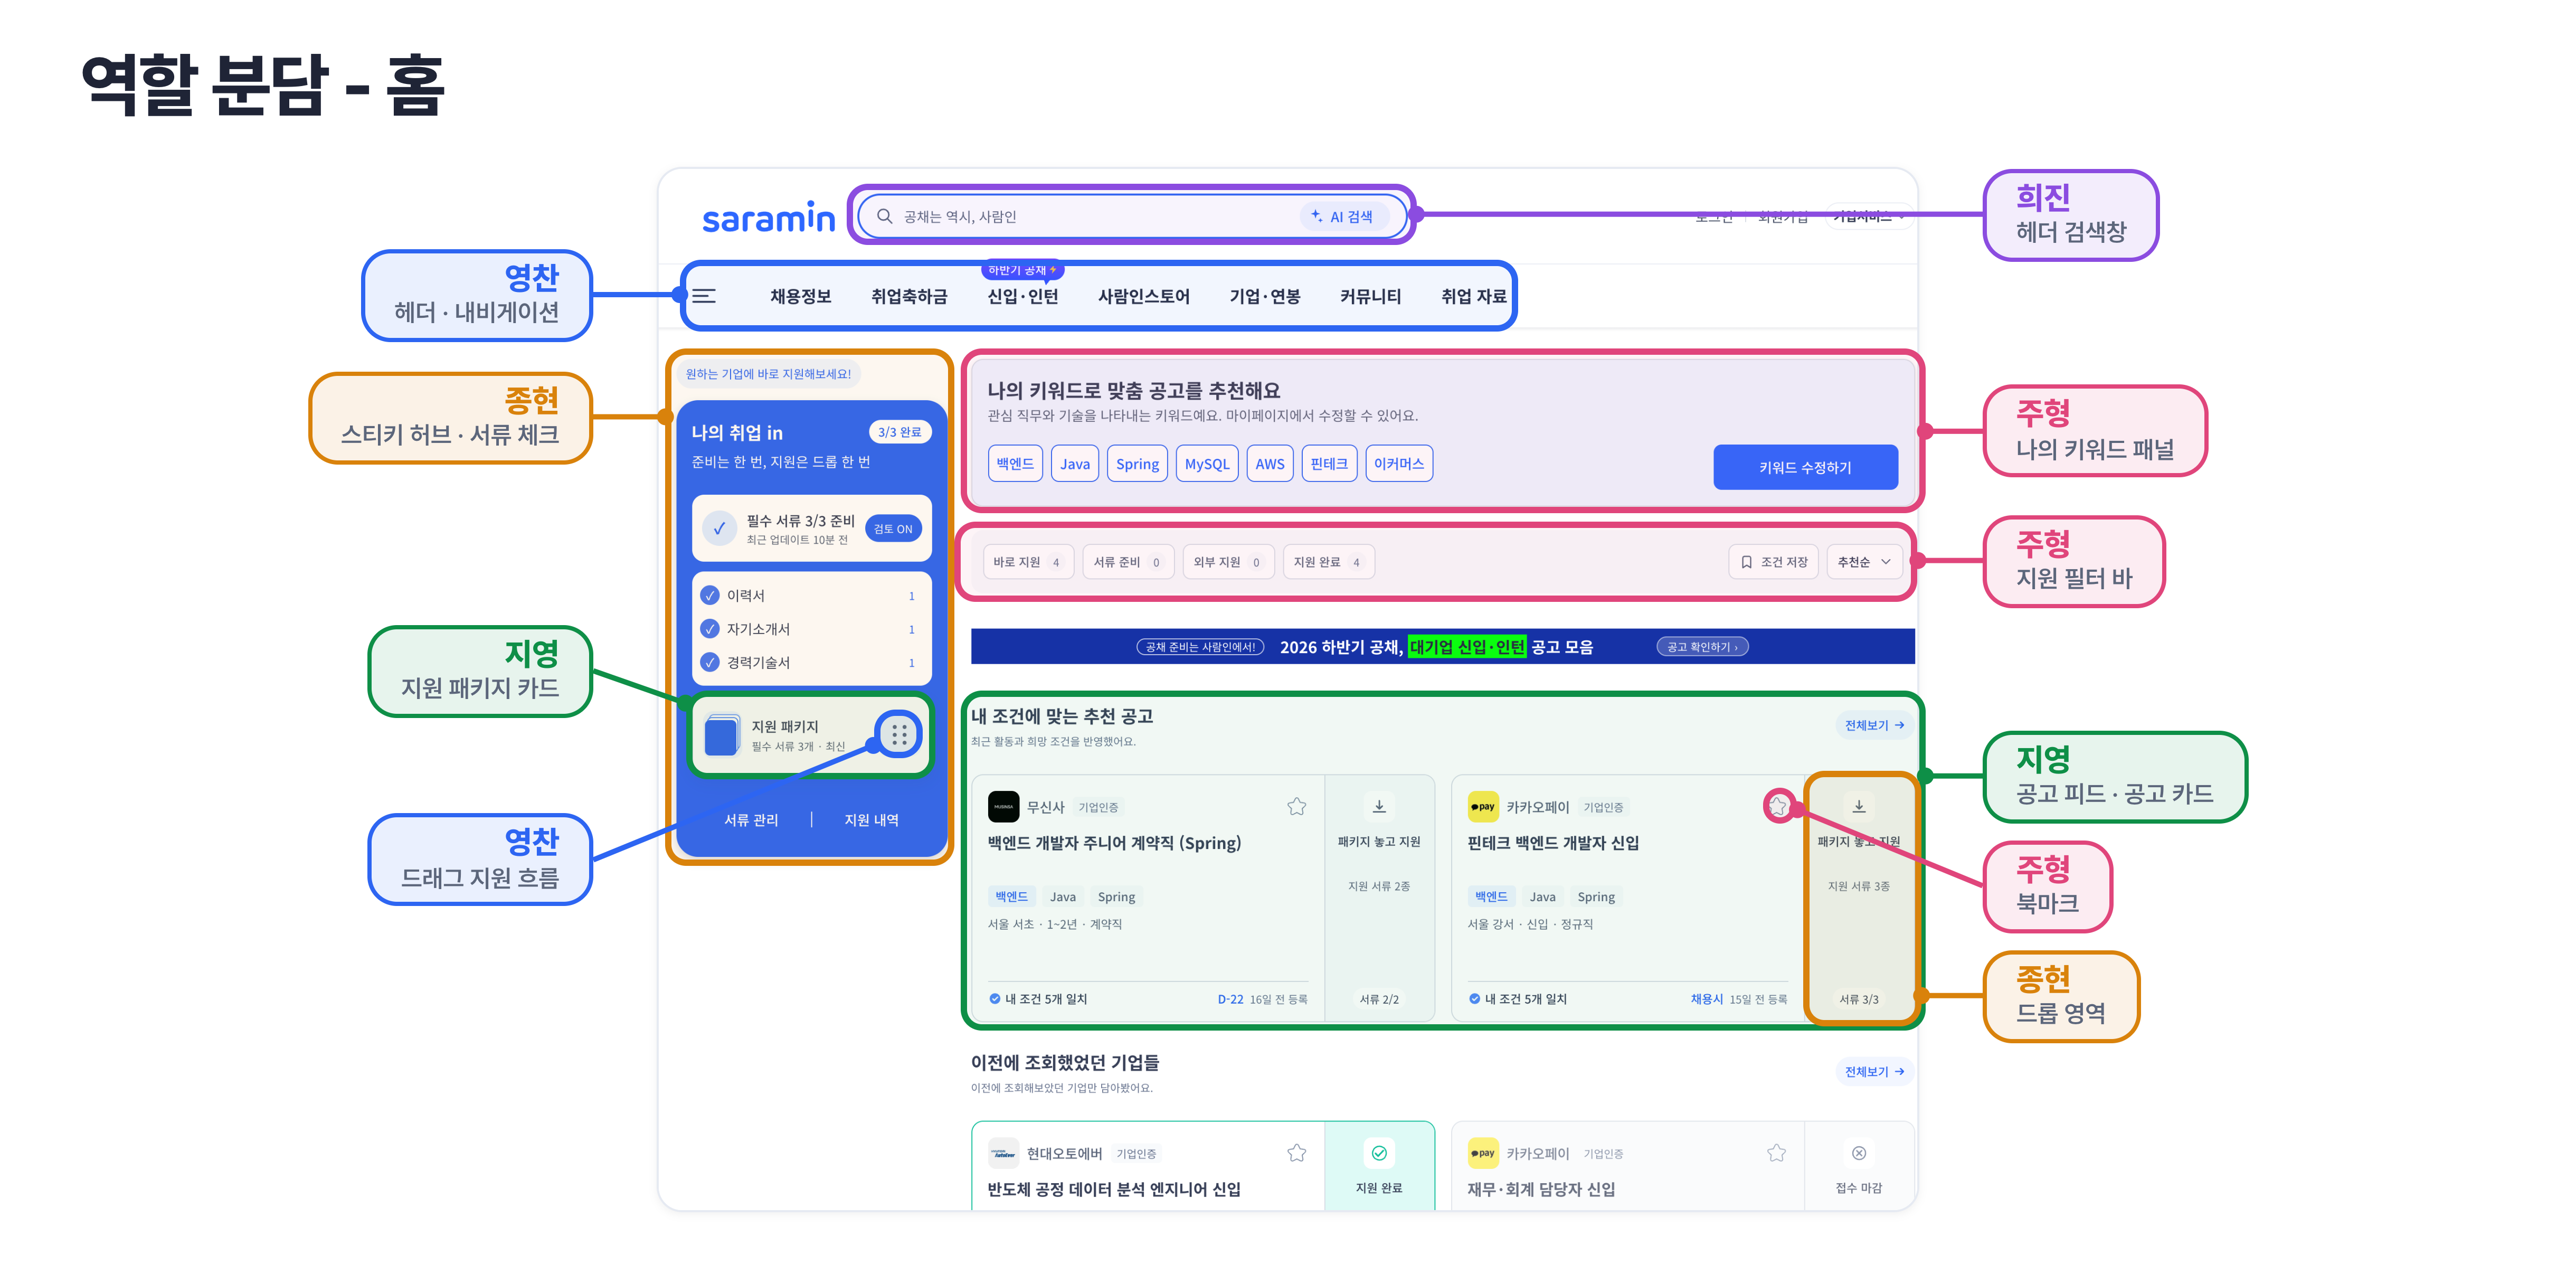 역할 분담 - 홈
saramin
공채는 역시, 사람인
AI 검색
로그인
회원가입
기업서비스
희진
헤더 검색창
영찬
헤더 · 내비게이션
하반기 공채
채용정보
취업축하금
신입·인턴
사람인스토어
기업·연봉
커뮤니티
취업 자료
종현
스티키 허브 · 서류 체크
원하는 기업에 바로 지원해보세요!
나의 취업 in
3/3 완료
준비는 한 번, 지원은 드롭 한 번
필수 서류 3/3 준비
최근 업데이트 10분 전
검토 ON
이력서 1
자기소개서 1
경력기술서 1
지영
지원 패키지 카드
지원 패키지
필수 서류 3개 · 최신
영찬
드래그 지원 흐름
서류 관리
지원 내역
나의 키워드로 맞춤 공고를 추천해요
관심 직무와 기술을 나타내는 키워드예요. 마이페이지에서 수정할 수 있어요.
백엔드
Java
Spring
MySQL
AWS
핀테크
이커머스
키워드 수정하기
주형
나의 키워드 패널
바로 지원 4
서류 준비 0
외부 지원 0
지원 완료 4
조건 저장
추천순
주형
지원 필터 바
공채 준비는 사람인에서!
2026 하반기 공채, 대기업 신입·인턴 공고 모음
공고 확인하기 ›
내 조건에 맞는 추천 공고
최근 활동과 희망 조건을 반영했어요.
전체보기 →
지영
공고 피드 · 공고 카드
무신사
기업인증
백엔드 개발자 주니어 계약직 (Spring)
백엔드
Java
Spring
서울 서초 · 1~2년 · 계약직
내 조건 5개 일치
D-22 16일 전 등록
패키지 놓고 지원
지원 서류 2종
서류 2/2
pay
카카오페이
기업인증
핀테크 백엔드 개발자 신입
백엔드
Java
Spring
서울 강서 · 신입 · 정규직
내 조건 5개 일치
채용시 15일 전 등록
패키지 놓고 지원
지원 서류 3종
서류 3/3
주형
북마크
종현
드롭 영역
이전에 조회했었던 기업들
이전에 조회해보았던 기업만 담아봤어요.
전체보기 →
현대오토에버
기업인증
반도체 공정 데이터 분석 엔지니어 신입
지원 완료
pay
카카오페이
기업인증
재무·회계 담당자 신입
접수 마감